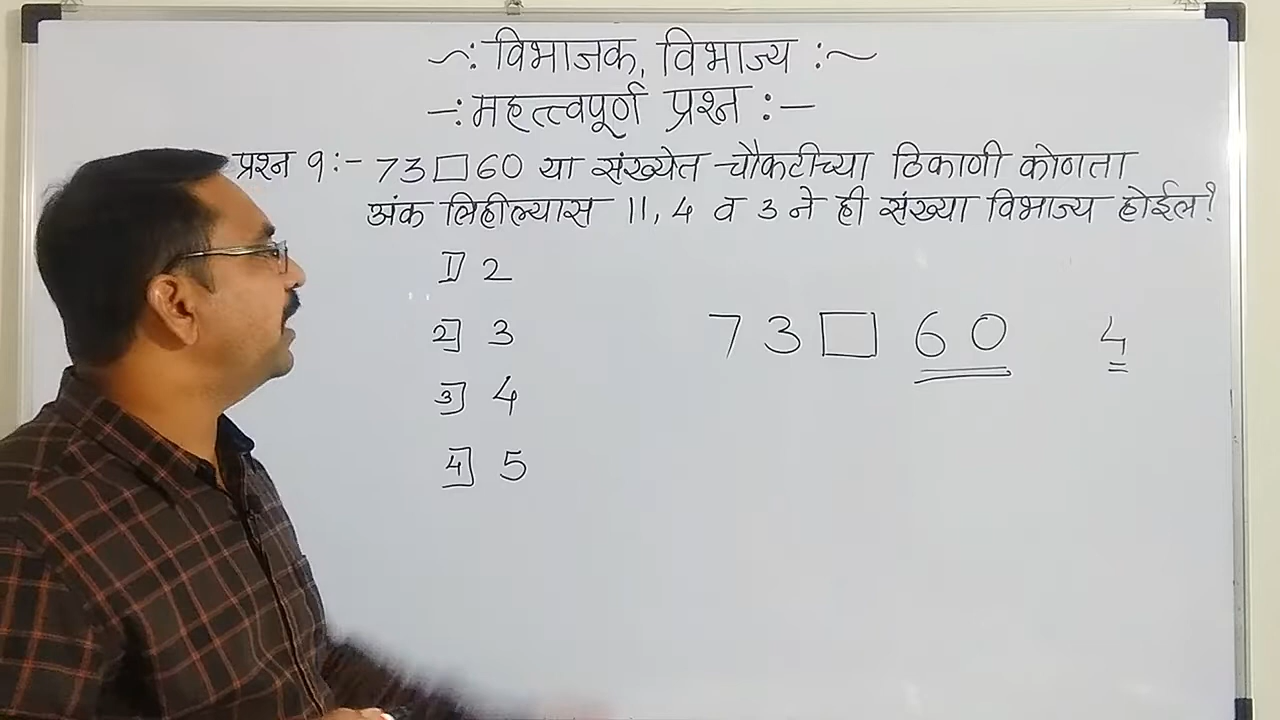 ~: विभाजक, विभाज्य :~
-: महत्त्वपूर्ण प्रश्न :-
प्रश्न १:- 73□60 या संख्येत चौकटीच्या ठिकाणी कोणता
अंक लिहील्यास 11, 4 व 3 ने ही संख्या विभाज्य होईल?
1] 2
2] 3
3] 4
4] 5
73□60 4